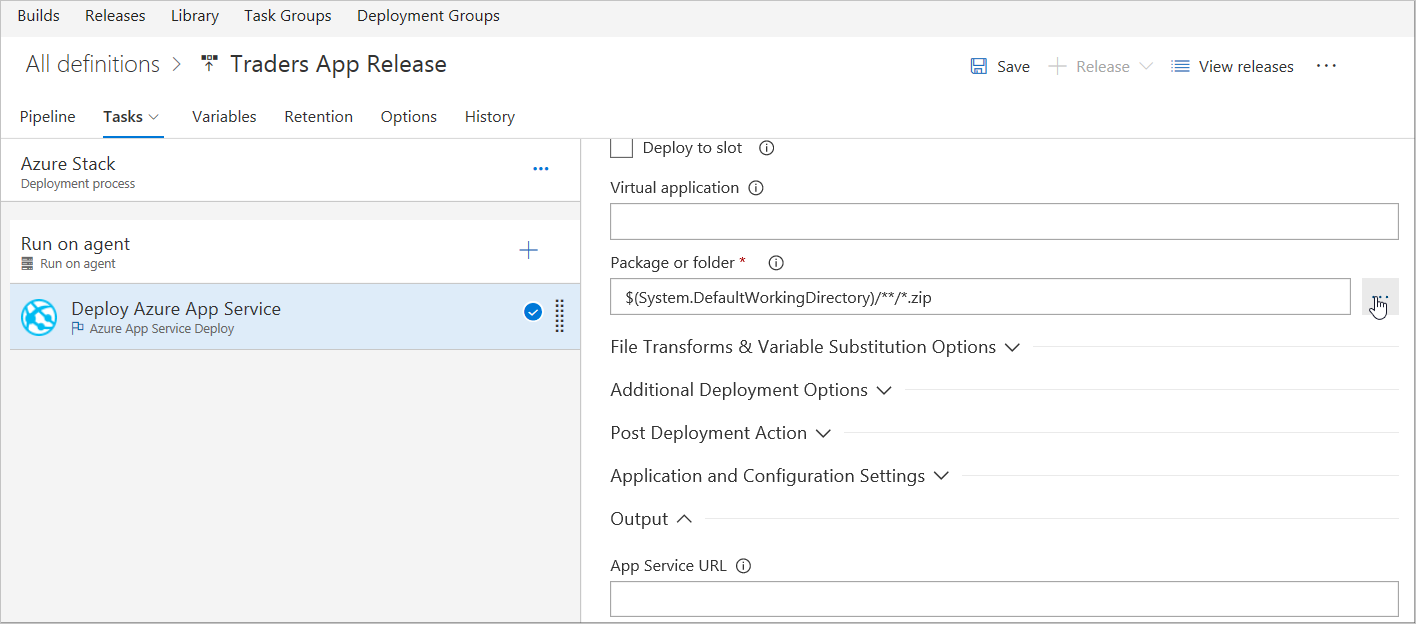 Builds Releases Library Task Groups Deployment Groups
All definitions > Traders App Release
Save + Release View releases ...
Pipeline Tasks Variables Retention Options History
Azure Stack ...
Deployment process
Run on agent +
Run on agent
Deploy Azure App Service
Azure App Service Deploy
Deploy to slot
Virtual application
Package or folder *
$(System.DefaultWorkingDirectory)/**/*.zip
...
File Transforms & Variable Substitution Options
Additional Deployment Options
Post Deployment Action
Application and Configuration Settings
Output
App Service URL